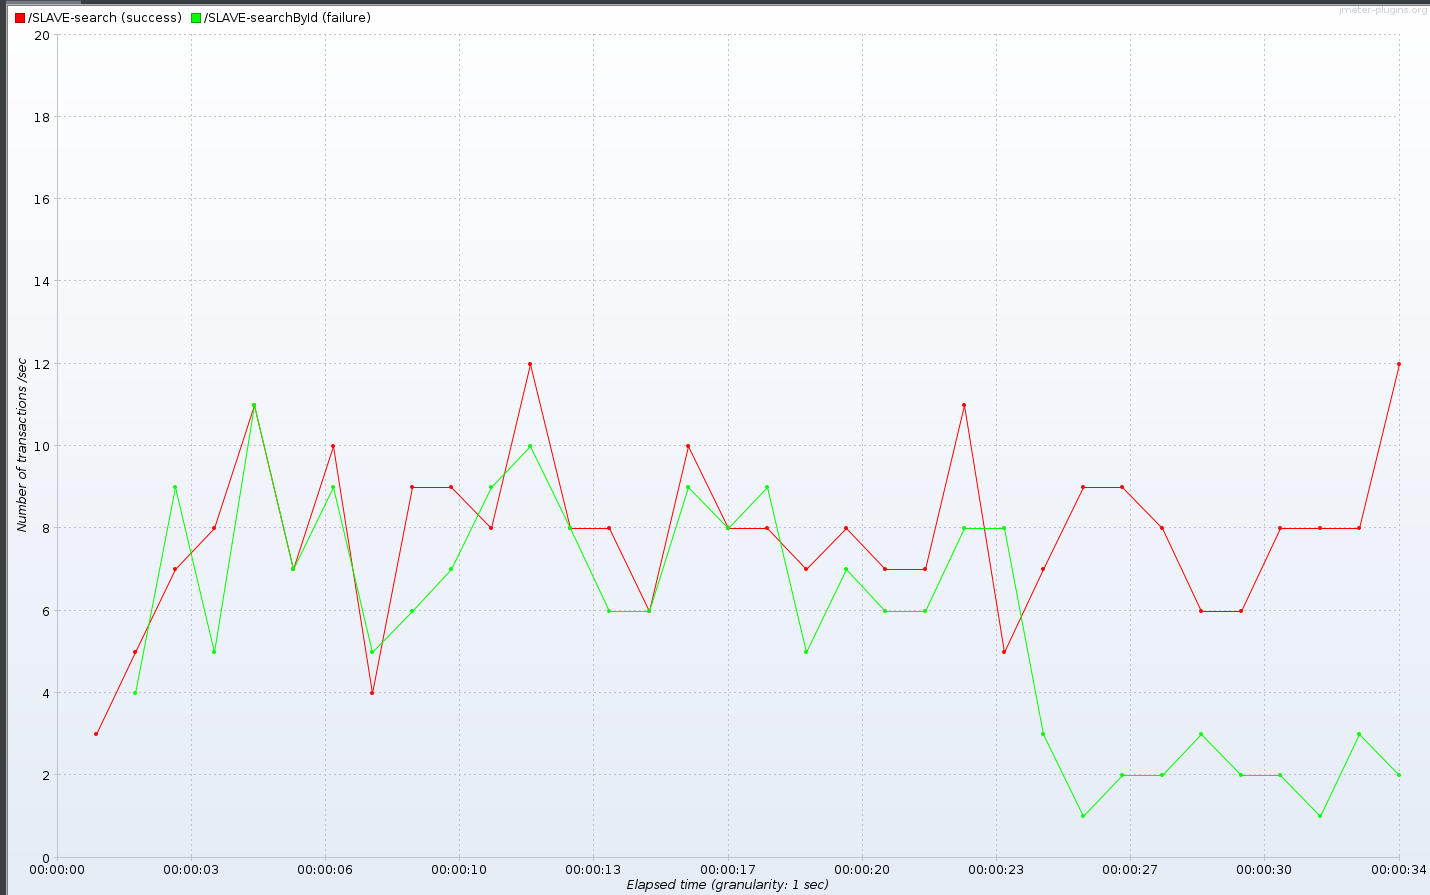 jmeter-plugins.org
/SLAVE-search (success) /SLAVE-searchById (failure)
20
18
16
14
12
10
8
6
4
2
0
Number of transactions /sec
00:00:00 00:00:03 00:00:06 00:00:10 00:00:13 00:00:17 00:00:20 00:00:23 00:00:27 00:00:30 00:00:34
Elapsed time (granularity: 1 sec)